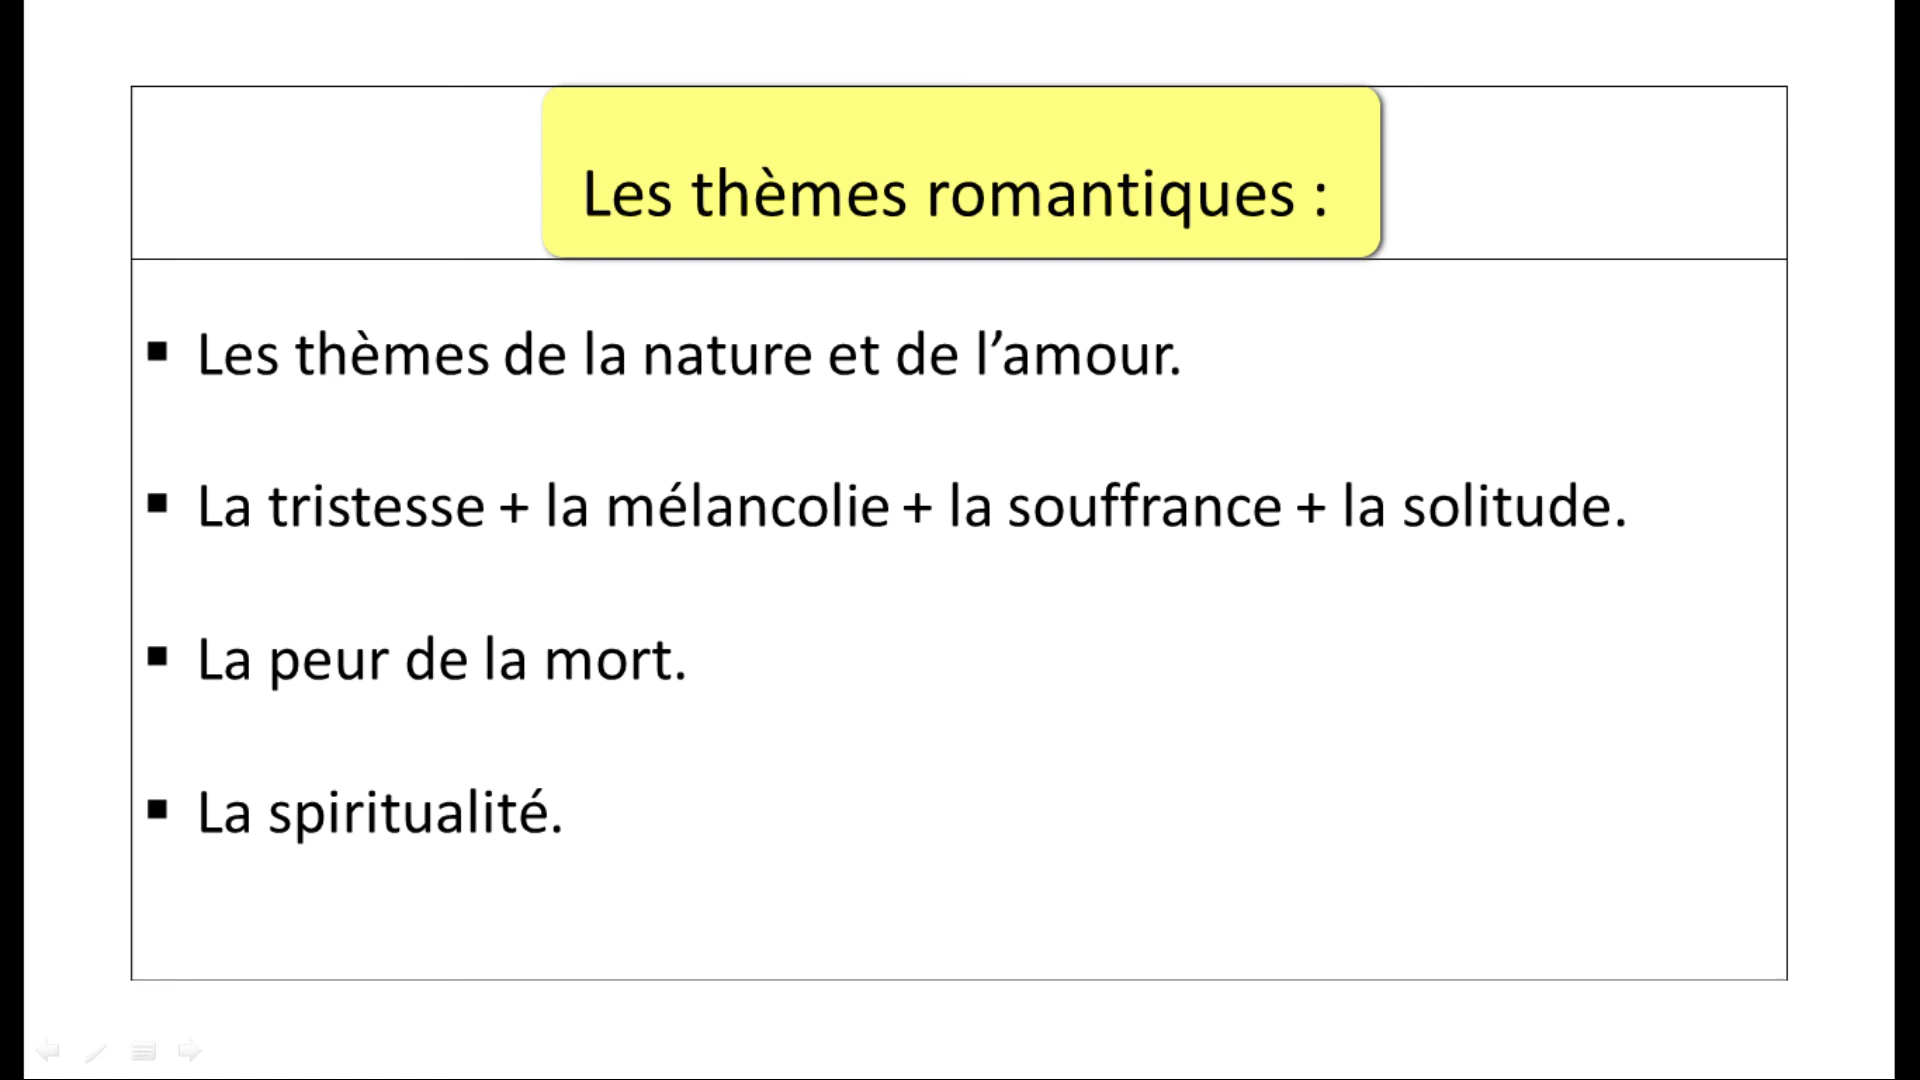 Les thèmes romantiques :
▪ Les thèmes de la nature et de l’amour.
▪ La tristesse + la mélancolie + la souffrance + la solitude.
▪ La peur de la mort.
▪ La spiritualité.